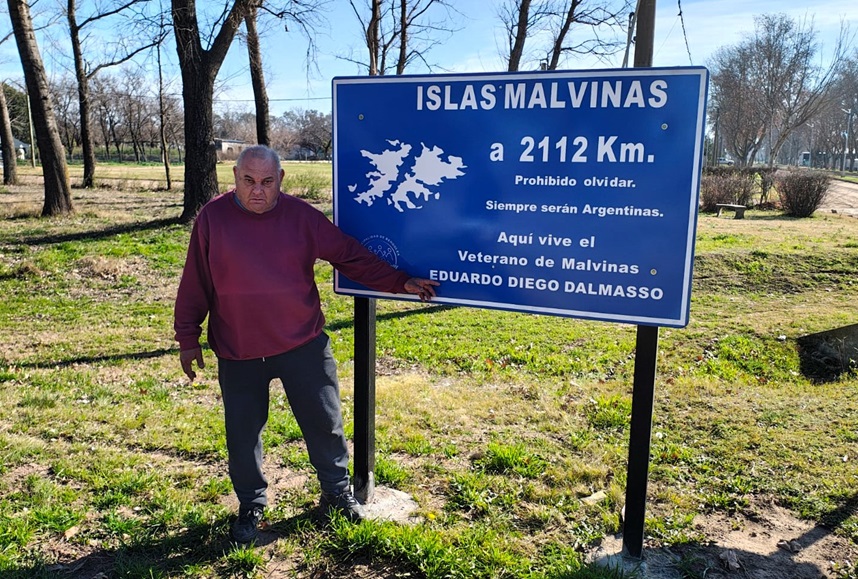 ISLAS MALVINAS
a 2112 Km.
Prohibido olvidar.
Siempre serán Argentinas.
Aquí vive el
Veterano de Malvinas
EDUARDO DIEGO DALMASSO